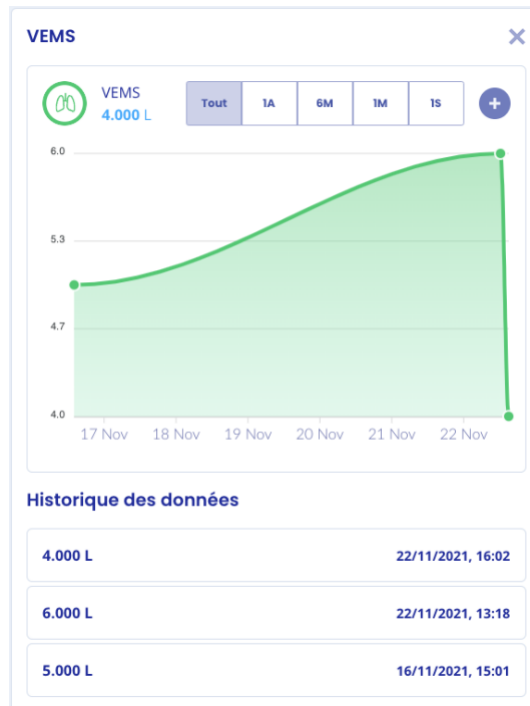 VEMS
VEMS
4.000 L
Tout 1A 6M 1M 1S
6.0
5.3
4.7
4.0
17 Nov 18 Nov 19 Nov 20 Nov 21 Nov 22 Nov
Historique des données
4.000 L 22/11/2021, 16:02
6.000 L 22/11/2021, 13:18
5.000 L 16/11/2021, 15:01